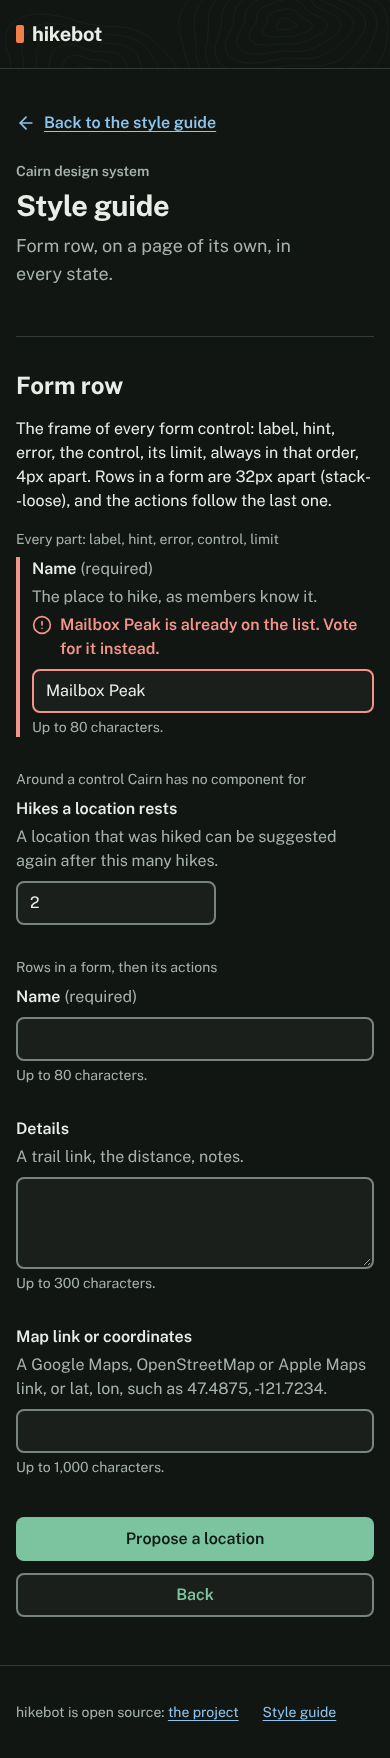 hikebot
Back to the style guide
Cairn design system
Style guide
Form row, on a page of its own, in
every state.
Form row
The frame of every form control: label, hint,
error, the control, its limit, always in that order,
4px apart. Rows in a form are 32px apart (stack-
-loose), and the actions follow the last one.
Every part: label, hint, error, control, limit
Name (required)
The place to hike, as members know it.
Mailbox Peak is already on the list. Vote
for it instead.
Mailbox Peak
Up to 80 characters.
Around a control Cairn has no component for
Hikes a location rests
A location that was hiked can be suggested
again after this many hikes.
2
Rows in a form, then its actions
Name (required)
Up to 80 characters.
Details
A trail link, the distance, notes.
Up to 300 characters.
Map link or coordinates
A Google Maps, OpenStreetMap or Apple Maps
link, or lat, lon, such as 47.4875, -121.7234.
Up to 1,000 characters.
Propose a location
Back
hikebot is open source: the project Style guide